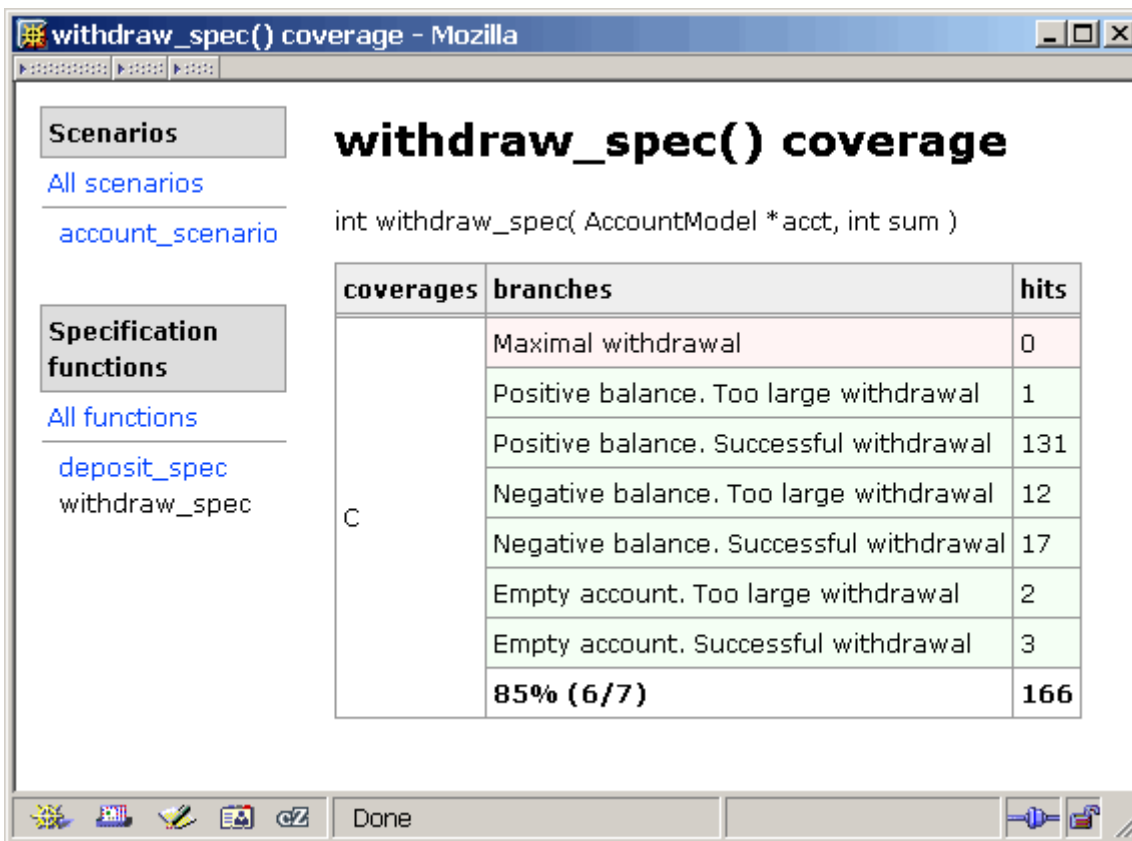 withdraw_spec() coverage - Mozilla
Scenarios
All scenarios
account_scenario
Specification
functions
All functions
deposit_spec
withdraw_spec
withdraw_spec() coverage
int withdraw_spec( AccountModel *acct, int sum )
coverages branches hits
C
Maximal withdrawal 0
Positive balance. Too large withdrawal 1
Positive balance. Successful withdrawal 131
Negative balance. Too large withdrawal 12
Negative balance. Successful withdrawal 17
Empty account. Too large withdrawal 2
Empty account. Successful withdrawal 3
85% (6/7) 166
Done